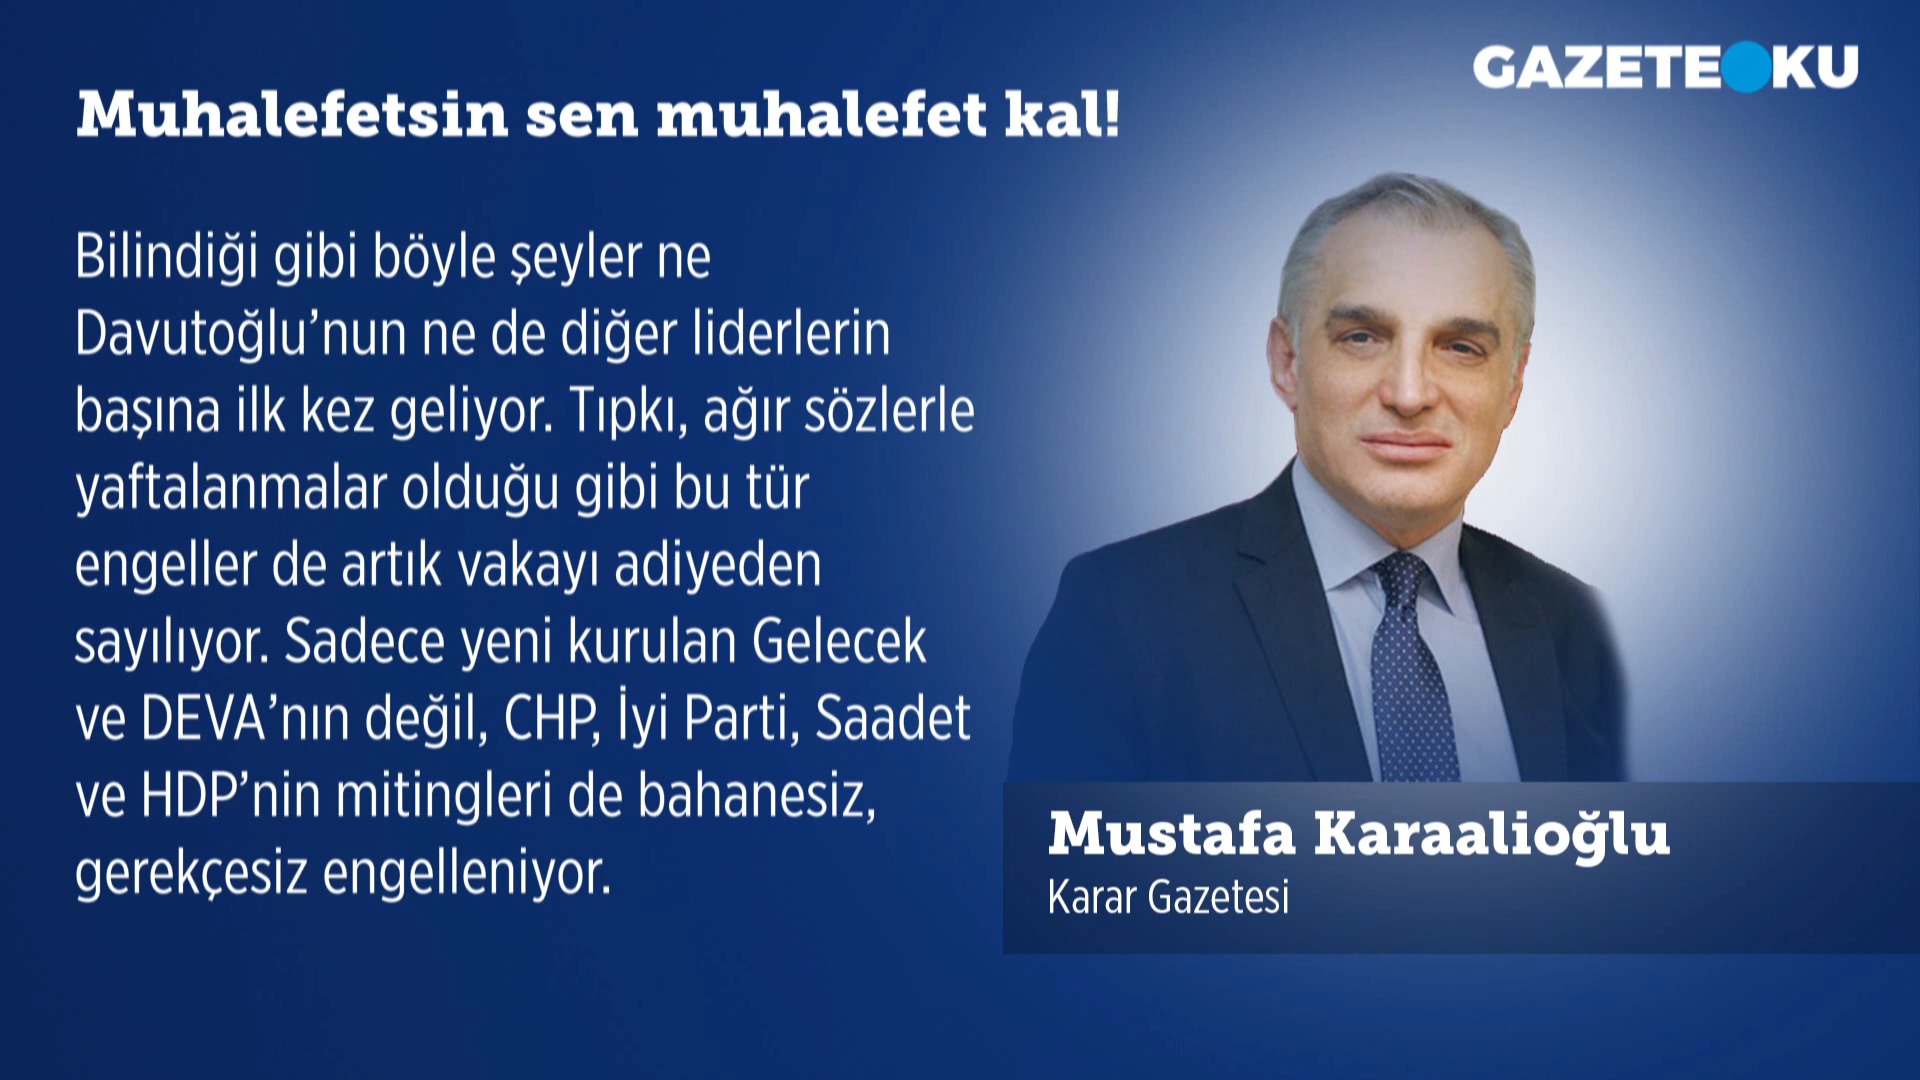 GAZETEOKU
Muhalefetsin sen muhalefet kal!
Bilindiği gibi böyle şeyler ne
Davutoğlu’nun ne de diğer liderlerin
başına ilk kez geliyor. Tıpkı, ağır sözlerle
yaftalanmalar olduğu gibi bu tür
engeller de artık vakayı adiyeden
sayılıyor. Sadece yeni kurulan Gelecek
ve DEVA’nın değil, CHP, İyi Parti, Saadet
ve HDP’nin mitingleri de bahanesiz,
gerekçesiz engelleniyor.
Mustafa Karaalioğlu
Karar Gazetesi